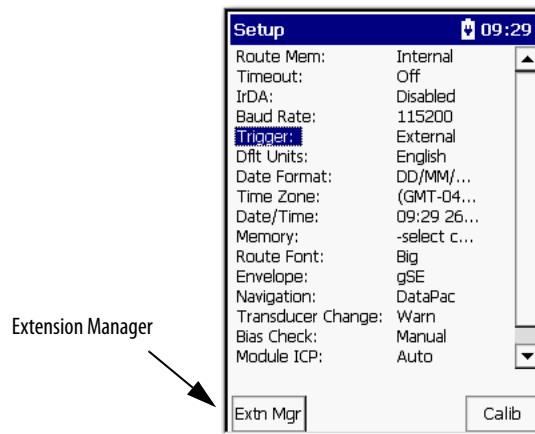 Setup 09:29
Route Mem: Internal
Timeout: Off
IrDA: Disabled
Baud Rate: 115200
Trigger: External
Dflt Units: English
Date Format: DD/MM/...
Time Zone: (GMT-04...
Date/Time: 09:29 26...
Memory: -select c...
Route Font: Big
Envelope: gSE
Navigation: DataPac
Transducer Change: Warn
Bias Check: Manual
Module ICP: Auto
Extension Manager
Extn Mgr Calib